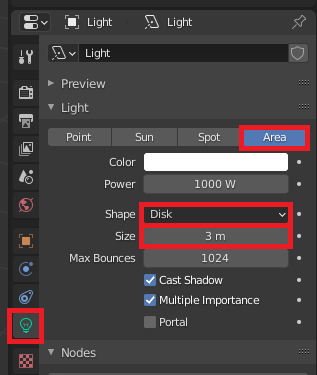 Light > Light
Light
Preview
Light
Point Sun Spot Area
Color
Power 1000 W
Shape Disk
Size 3 m
Max Bounces 1024
Cast Shadow
Multiple Importance
Portal
Nodes